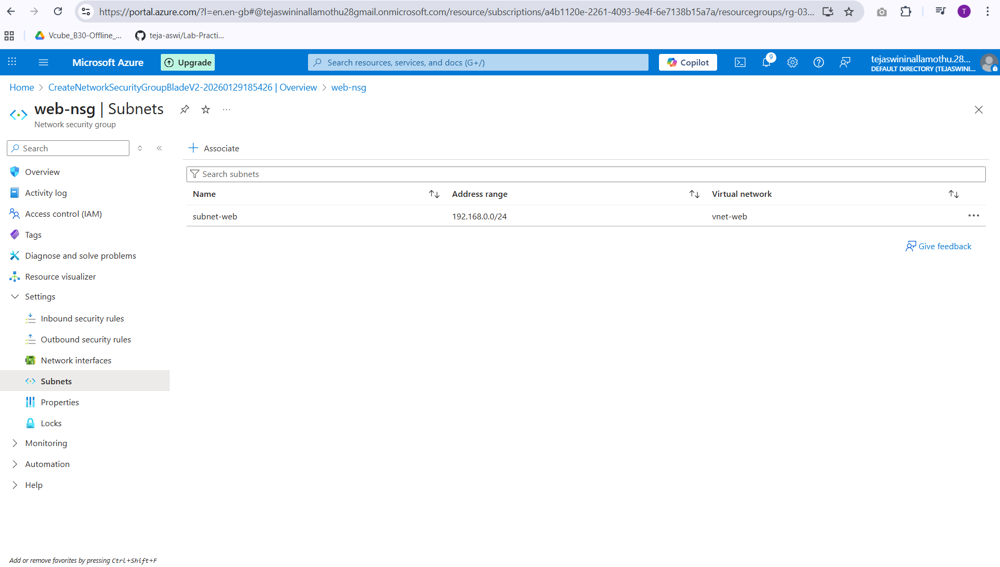 https://portal.azure.com/?l=en.en-gb#@tejaswininallamothu28gmail.onmicrosoft.com/resource/subscriptions/a4b1120e-2261-4093-9e4f-6e7138b15a7a/resourcegroups/rg-03...
T
Vcube_B30-Offline_...
teja-aswi/Lab-Practi...
Microsoft Azure
Upgrade
Search resources, services, and docs (G+/)
Copilot
9
tejaswininallamothu.28...
DEFAULT DIRECTORY (TEJASWINI...
Home > CreateNetworkSecurityGroupBladeV2-20260129185426 | Overview > web-nsg
web-nsg | Subnets
Network security group
Search
Associate
Overview
Activity log
Access control (IAM)
Tags
Diagnose and solve problems
Resource visualizer
Settings
Inbound security rules
Outbound security rules
Network interfaces
Subnets
Properties
Locks
Monitoring
Automation
Help
Search subnets
Name Address range Virtual network
subnet-web 192.168.0.0/24 vnet-web
Give feedback
Add or remove favorites by pressing Ctrl+Shift+F